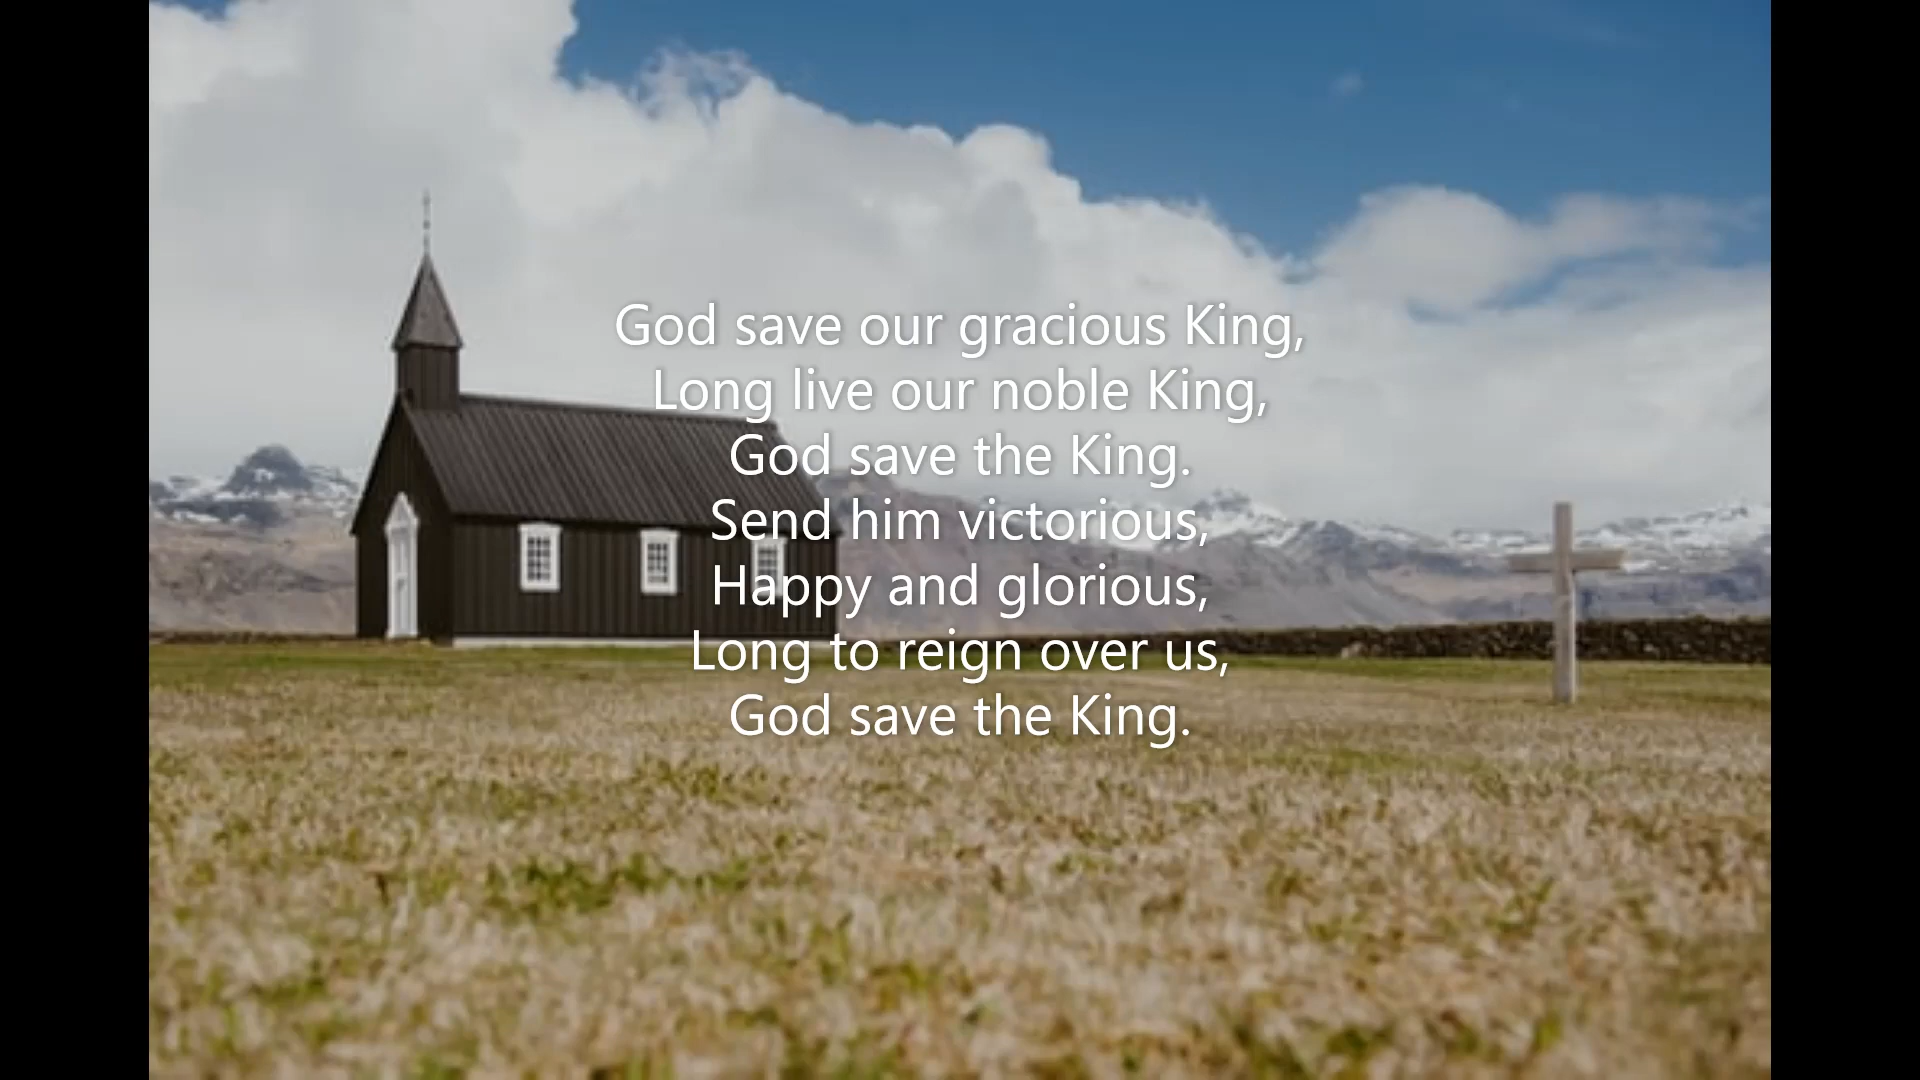 God save our gracious King,
Long live our noble King,
God save the King.
Send him victorious,
Happy and glorious,
Long to reign over us,
God save the King.